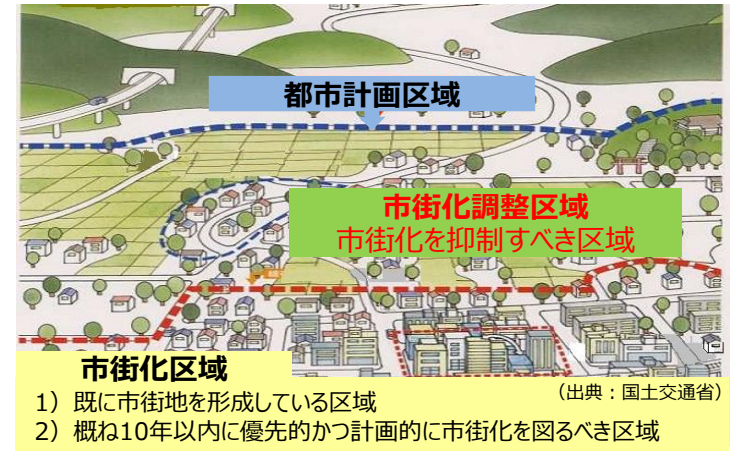 都市計画区域
市街化調整区域
市街化を抑制すべき区域
市街化区域
（出典：国土交通省）
1）既に市街地を形成している区域
2）概ね10年以内に優先的かつ計画的に市街化を図るべき区域